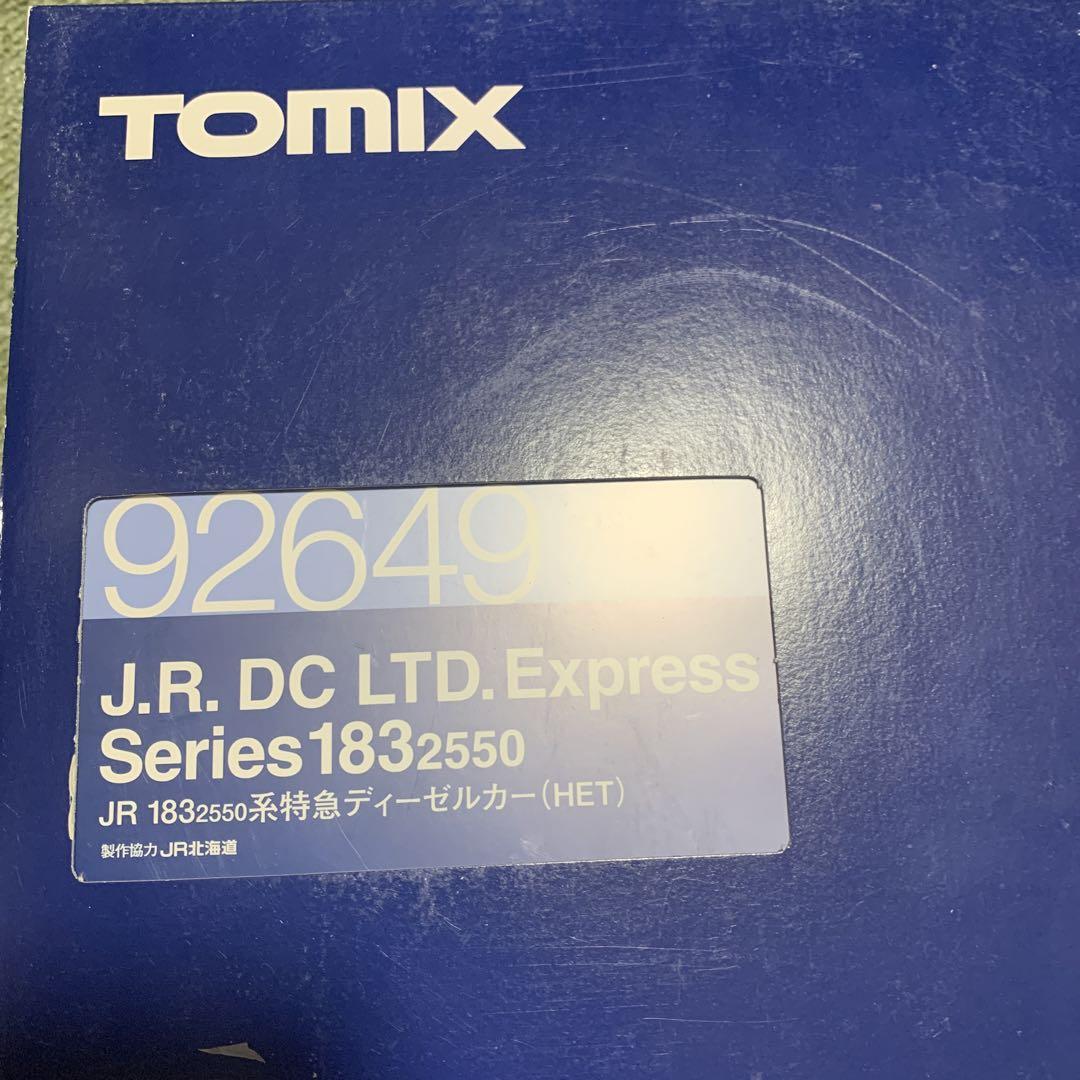 TOMIX
92649
J.R. DC LTD. Express
Series 183 2550
JR 183 2550系特急ディーゼルカー(HET)
製作協力 JR北海道